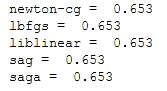 newton-cg =  0.653
lbfgs =  0.653
liblinear =  0.653
sag =  0.653
saga =  0.653